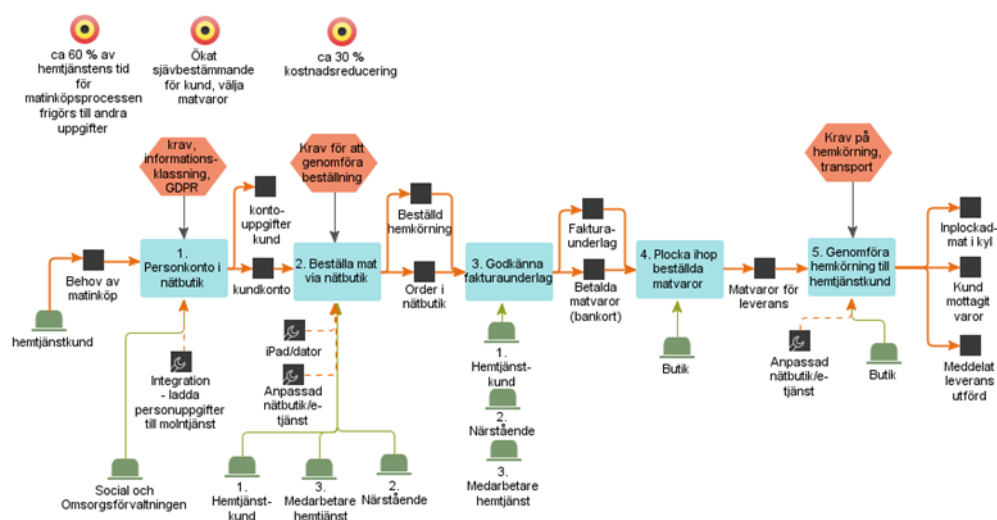 ca 60 % av
hemtjänstens tid
för
matinköpsprocessen
frigörs till andra
uppgifter
Ökat
sjävbestämmande
för kund, välja
matvaror
ca 30 %
kostnadsreducering
krav,
informations-
klassning,
GDPR
Krav för att
genomföra
beställning
Krav på
hemkörning,
transport
Behov av
matinköp
hemtjänstkund
1.
Personkonto i
nätbutik
konto-
uppgifter
kund
kundkonto
2. Beställa mat
via nätbutik
Beställd
hemkörning
Order i
nätbutik
3. Godkänna
fakturaunderlag
Faktura-
underlag
Betalda
matvaror
(bankort)
4. Plocka ihop
beställda
matvaror
Matvaror för
leverans
5. Genomföra
hemkörning till
hemtjänstkund
Inplockad-
mat i kyl
Kund
mottagit
varor
Meddelat
leverans
utförd
Integration
- ladda
personuppgifter
till molntjänst
iPad/dator
Anpassad
nätbutik/e-
tjänst
1.
Hemtjänst-
kund
2.
Närstående
3.
Medarbetare
hemtjänst
Butik
Anpassad
nätbutik/e-
tjänst
Butik
Social och
Omsorgsförvaltningen
1.
Hemtjänst-
kund
3.
Medarbetare
hemtjänst
2.
Närstående